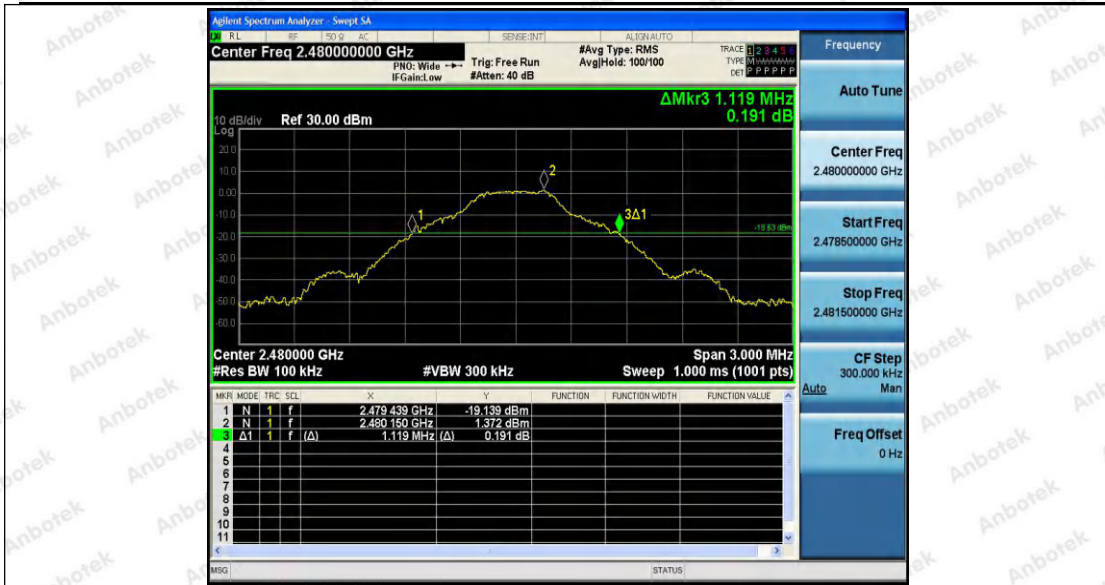 Agilent Spectrum Analyzer - Swept SA
RL RF 50 Ω AC SENSE:INT ALIGNAUTO
Center Freq 2.480000000 GHz
PNO: Wide
IFGain:Low
Trig: Free Run
#Atten: 40 dB
#Avg Type: RMS
Avg|Hold: 100/100
TRACE 1 2 3 4 5 6
TYPE M
DET P P P P P P
Frequency
ΔMkr3 1.119 MHz
0.191 dB
10 dB/div Ref 30.00 dBm
Log
20.0
10.0
0.00
-10.0
-20.0
-30.0
-40.0
-50.0
-60.0
1
2
3Δ1
Center 2.480000 GHz Span 3.000 MHz
#Res BW 100 kHz #VBW 300 kHz Sweep 1.000 ms (1001 pts)
MKR MODE TRC SCL X Y FUNCTION FUNCTION WIDTH FUNCTION VALUE
1 N 1 f 2.479 439 GHz -19.139 dBm
2 N 1 f 2.480 150 GHz 1.372 dBm
3 Δ1 1 f (Δ) 1.119 MHz (Δ) 0.191 dB
4
5
6
7
8
9
10
11
MSG STATUS
Auto Tune
Center Freq
2.480000000 GHz
Start Freq
2.478500000 GHz
Stop Freq
2.481500000 GHz
CF Step
300.000 kHz
Auto Man
Freq Offset
0 Hz
Anbotek